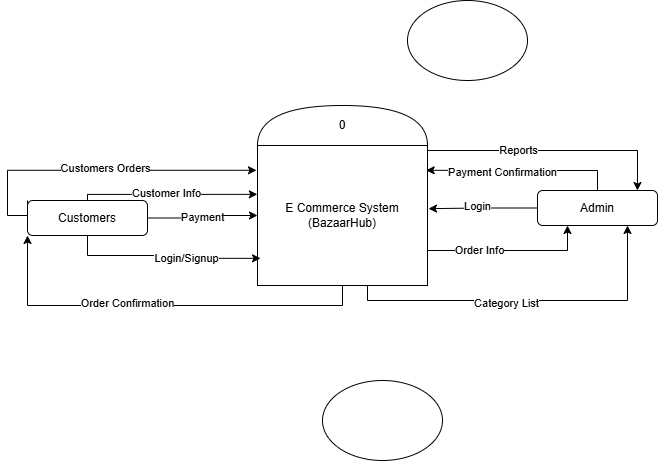 0
Reports
Customers Orders
Payment Confirmation
Customer Info
E Commerce System
(BazaarHub)
Login
Admin
Customers
Payment
Order Info
Login/Signup
Order Confirmation
Category List